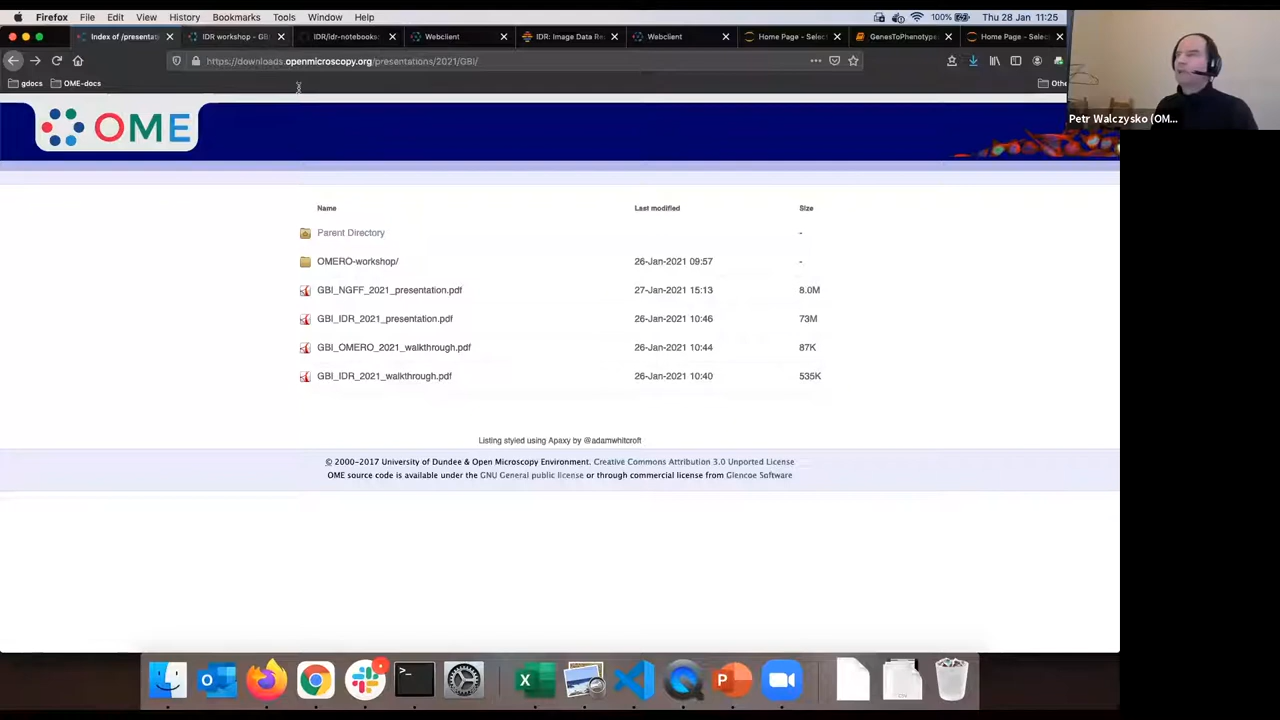 Firefox File Edit View History Bookmarks Tools Window Help 100% Thu 28 Jan 11:25
Index of /presentati IDR workshop - GBI IDR/idr-notebooks: Webclient IDR: Image Data Re Webclient Home Page - Select GenesToPhenotype Home Page - Select
https://downloads.openmicroscopy.org/presentations/2021/GBI/
gdocs OME-docs Othe
Petr Walczysko (OM...
OME
Name Last modified Size
Parent Directory -
OMERO-workshop/ 26-Jan-2021 09:57 -
GBI_NGFF_2021_presentation.pdf 27-Jan-2021 15:13 8.0M
GBI_IDR_2021_presentation.pdf 26-Jan-2021 10:46 73M
GBI_OMERO_2021_walkthrough.pdf 26-Jan-2021 10:44 87K
GBI_IDR_2021_walkthrough.pdf 26-Jan-2021 10:40 535K
Listing styled using Apaxy by @adamwhitcroft
© 2000-2017 University of Dundee & Open Microscopy Environment. Creative Commons Attribution 3.0 Unported License
OME source code is available under the GNU General public license or through commercial license from Glencoe Software